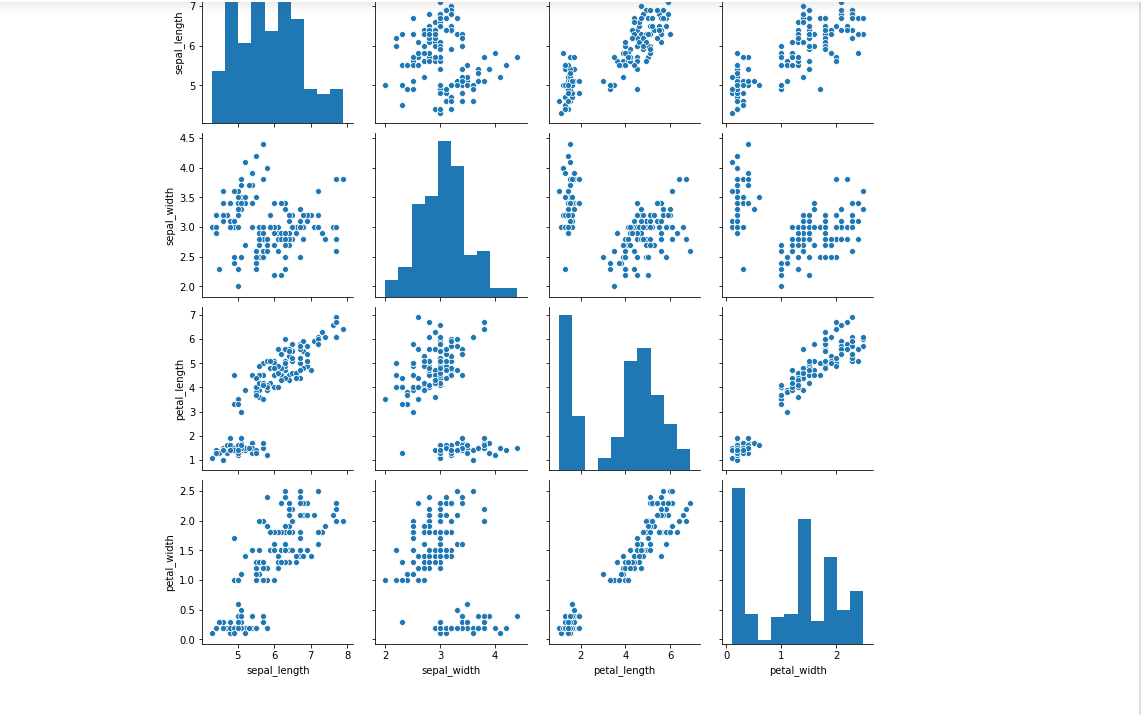 7
6
5
sepal_length
4.5
4.0
3.5
3.0
2.5
2.0
sepal_width
7
6
5
4
3
2
1
petal_length
2.5
2.0
1.5
1.0
0.5
0.0
petal_width
5 6 7 8
2 3 4
2 4 6
0 1 2
sepal_length sepal_width petal_length petal_width